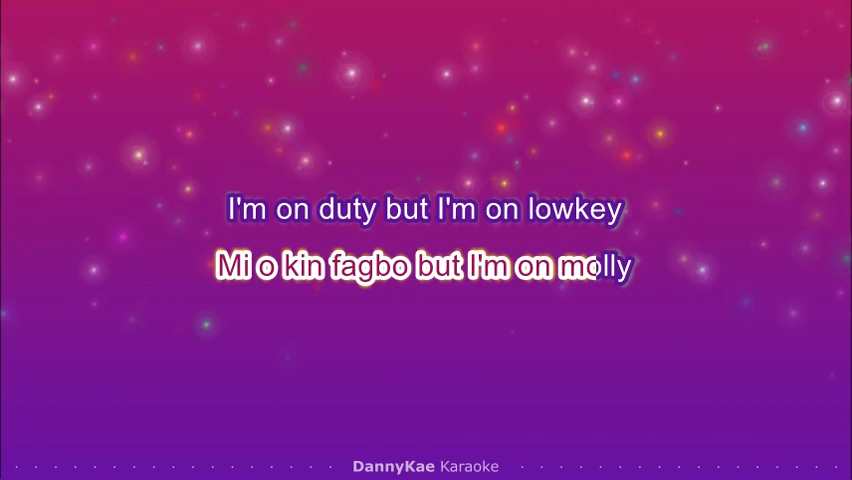 I'm on duty but I'm on lowkey
Mi o kin fagbo but I'm on molly
DannyKae Karaoke